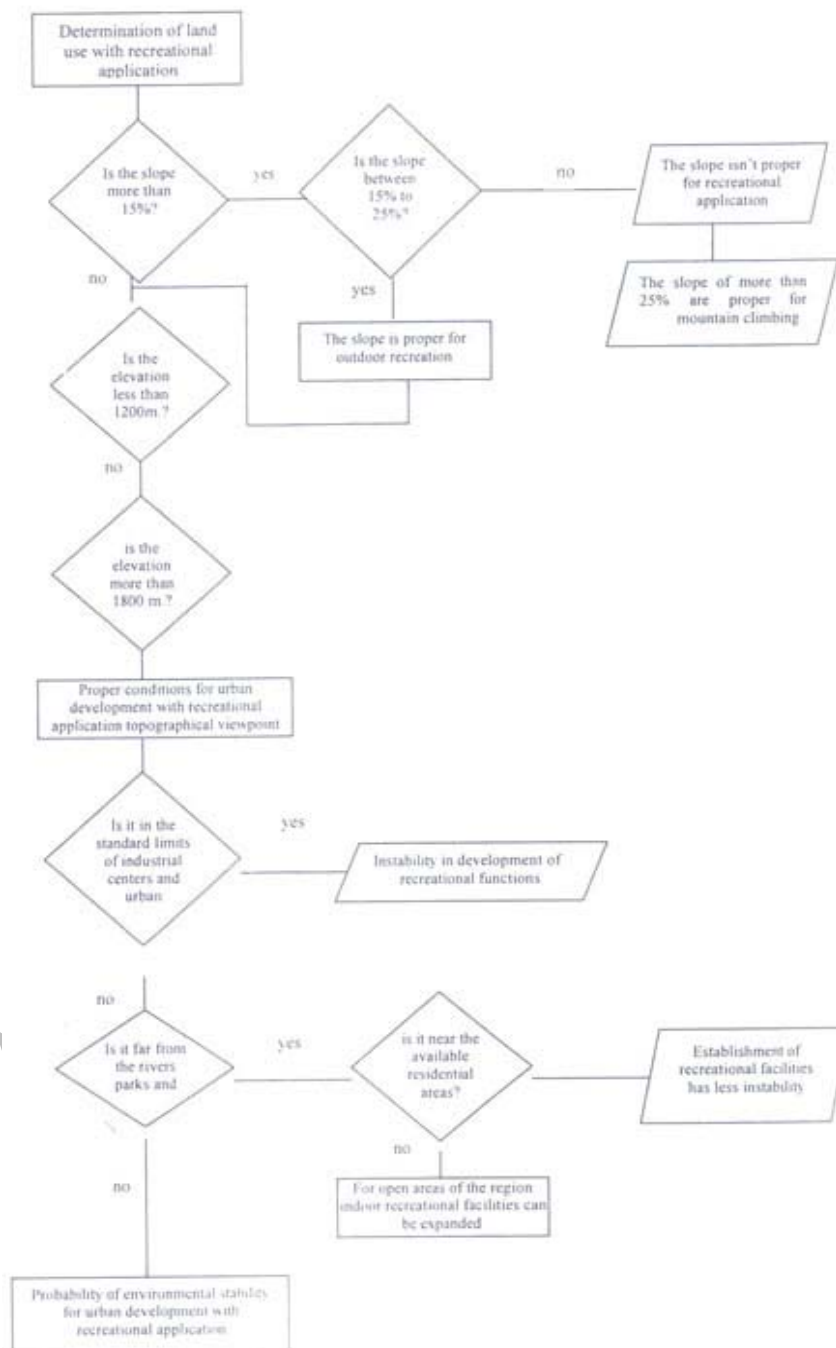 Determination of land
use with recreational
application
Is the slope
more than
15%?
yes
Is the slope
between
15% to
25%?
no
The slope isn't proper
for recreational
application
The slope of more than
25% are proper for
mountain climbing
no
yes
The slope is proper for
outdoor recreation
Is the
elevation
less than
1200m ?
no
is the
elevation
more than
1800 m ?
Proper conditions for urban
development with recreational
application topographical viewpoint
Is it in the
standard limits
of industrial
centers and
urban
yes
Instability in development of
recreational functions
no
Is it far from
the rivers
parks and
yes
is it near the
available
residential
areas?
Establishment of
recreational facilities
has less instability
no
For open areas of the region
indoor recreational facilities can
be expanded
no
Probability of environmental stability
for urban development with
recreational application